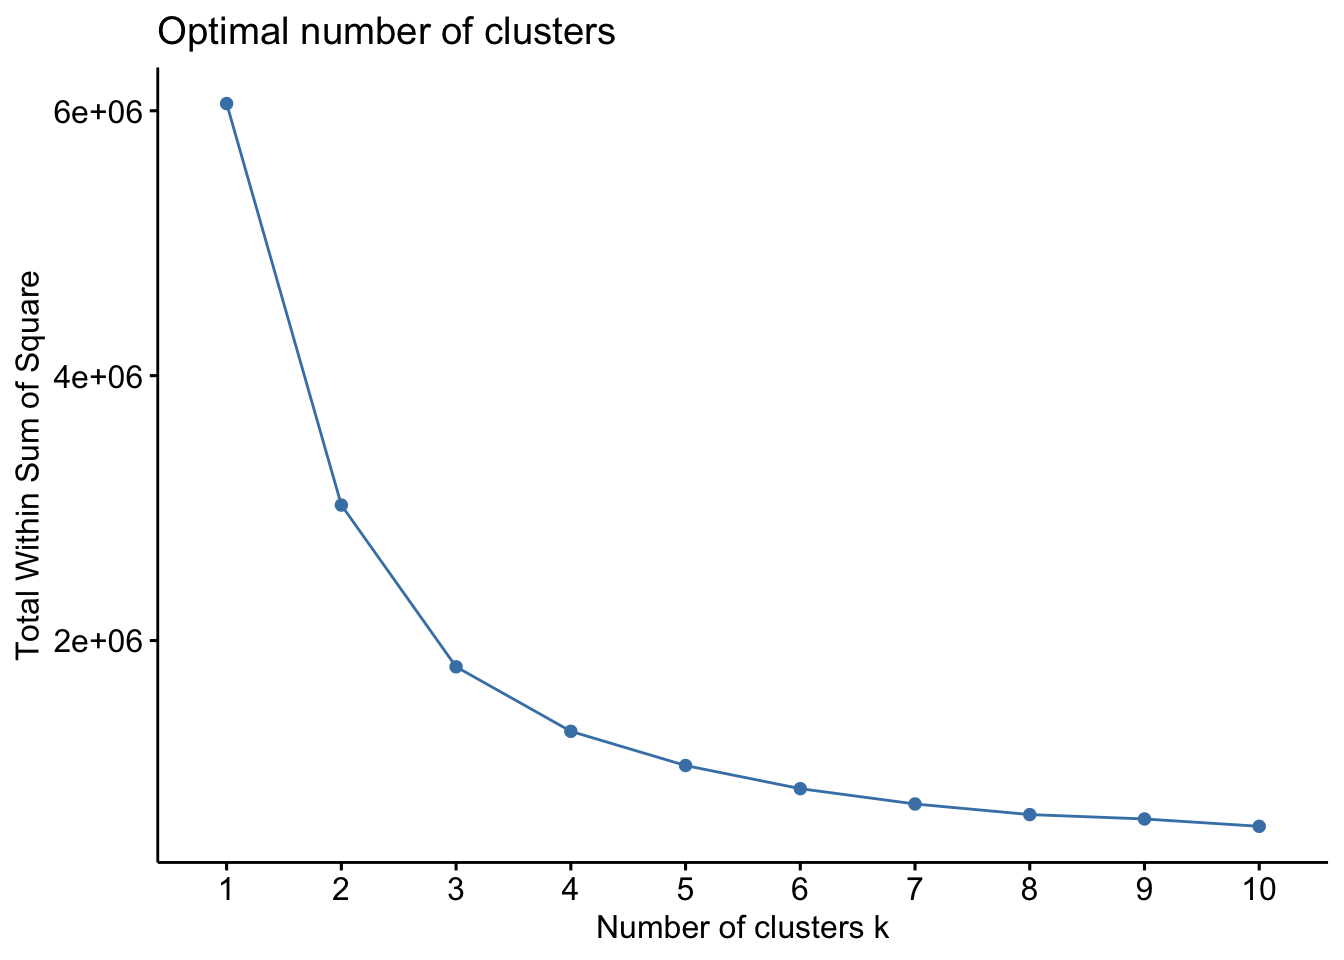 Optimal number of clusters
Total Within Sum of Square
6e+06
4e+06
2e+06
1 2 3 4 5 6 7 8 9 10
Number of clusters k